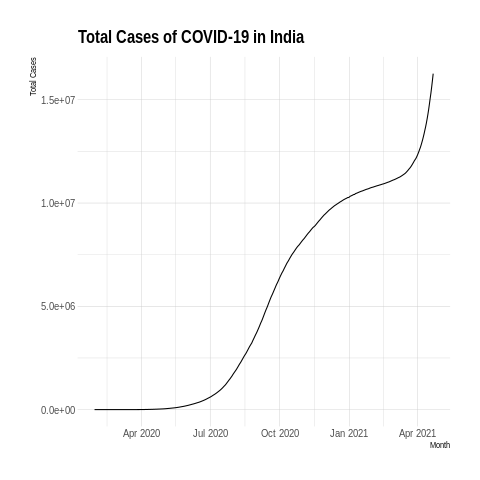 Total Cases of COVID-19 in India
Total Cases
1.5e+07
1.0e+07
5.0e+06
0.0e+00
Apr 2020 Jul 2020 Oct 2020 Jan 2021 Apr 2021
Month